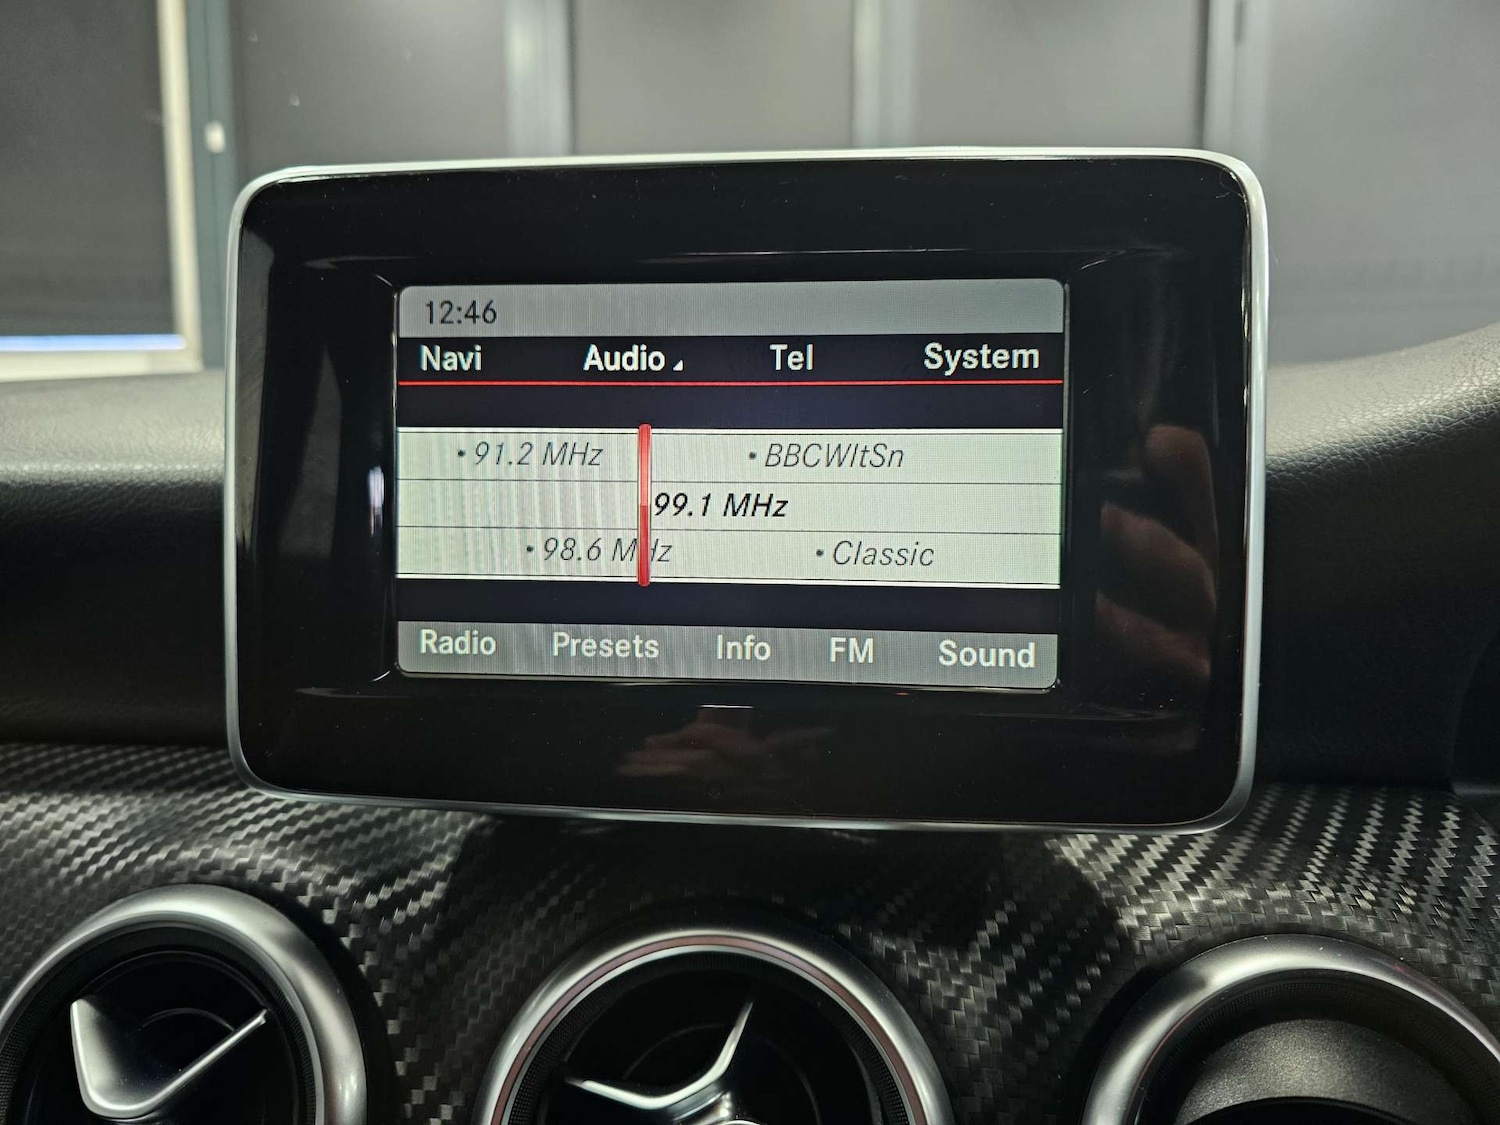 12:46
Navi Audio Tel System
• 91.2 MHz • BBCWltSn
99.1 MHz
• 98.6 MHz • Classic
Radio Presets Info FM Sound